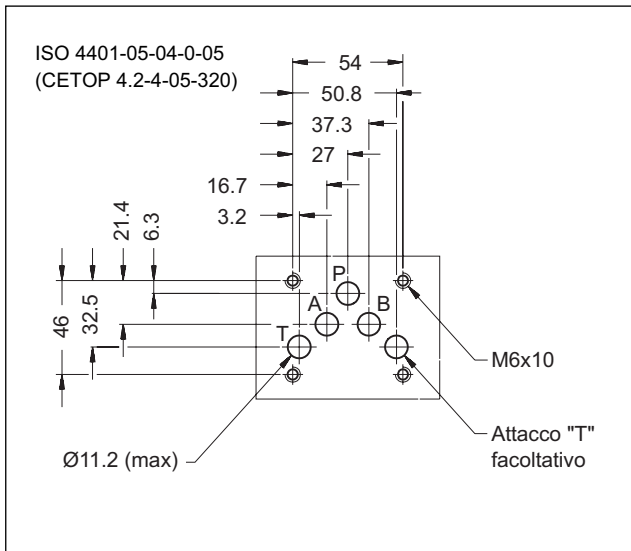 ISO 4401-05-04-0-05
(CETOP 4.2-4-05-320)
54
50.8
37.3
27
16.7
3.2
21.4
6.3
46
32.5
P
A
B
T
M6x10
Ø11.2 (max)
Attacco "T"
facoltativo